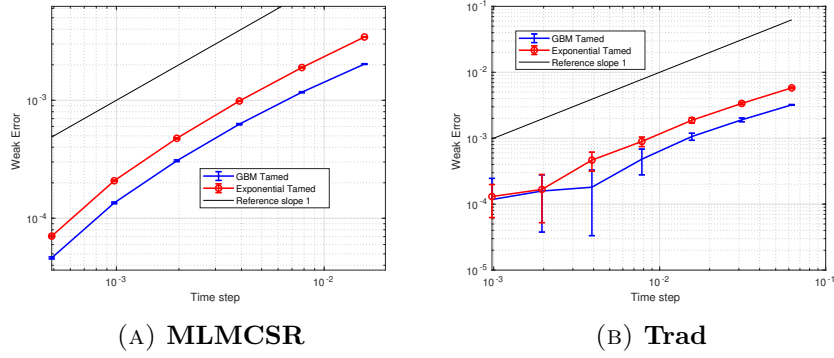 Weak Error
10^-3
10^-4
10^-3
10^-2
Time step
GBM Tamed
Exponential Tamed
Reference slope 1
(A) MLMCSR
Weak Error
10^-1
10^-2
10^-3
10^-4
10^-5
10^-3
10^-2
10^-1
Time step
GBM Tamed
Exponential Tamed
Reference slope 1
(B) Trad